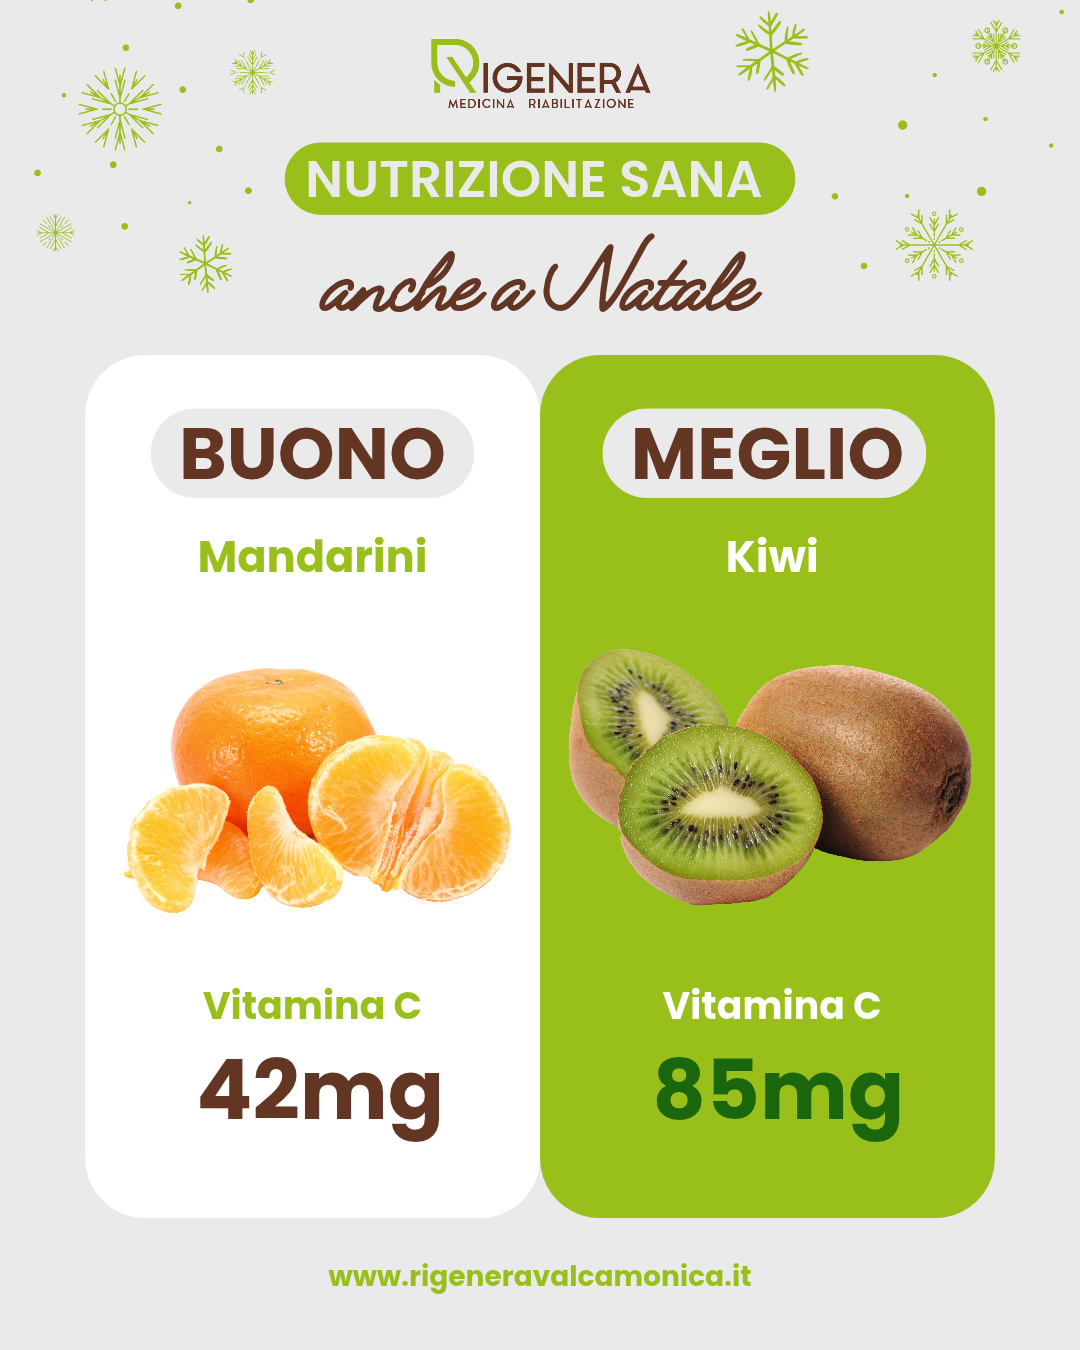 RIGENERA
MEDICINA RIABILITAZIONE
NUTRIZIONE SANA
anche a Natale
BUONO
Mandarini
Vitamina C
42mg
MEGLIO
Kiwi
Vitamina C
85mg
www.rigeneravalcamonica.it